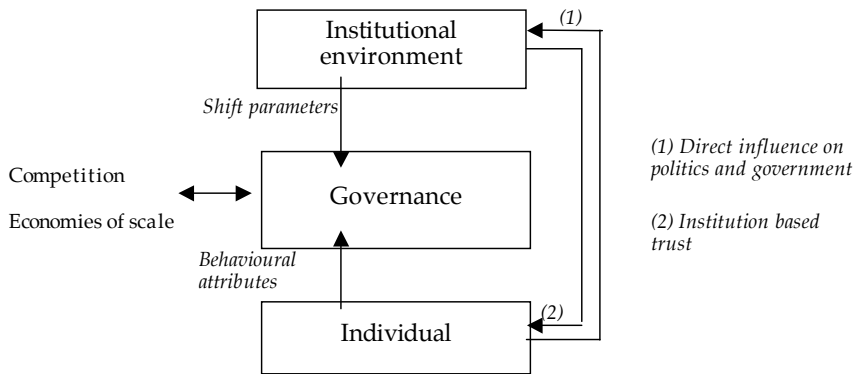 Institutional
environment
(1)
Shift parameters
(1) Direct influence on
politics and government
Competition
Governance
Economies of scale
(2) Institution based
trust
Behavioural
attributes
(2)
Individual